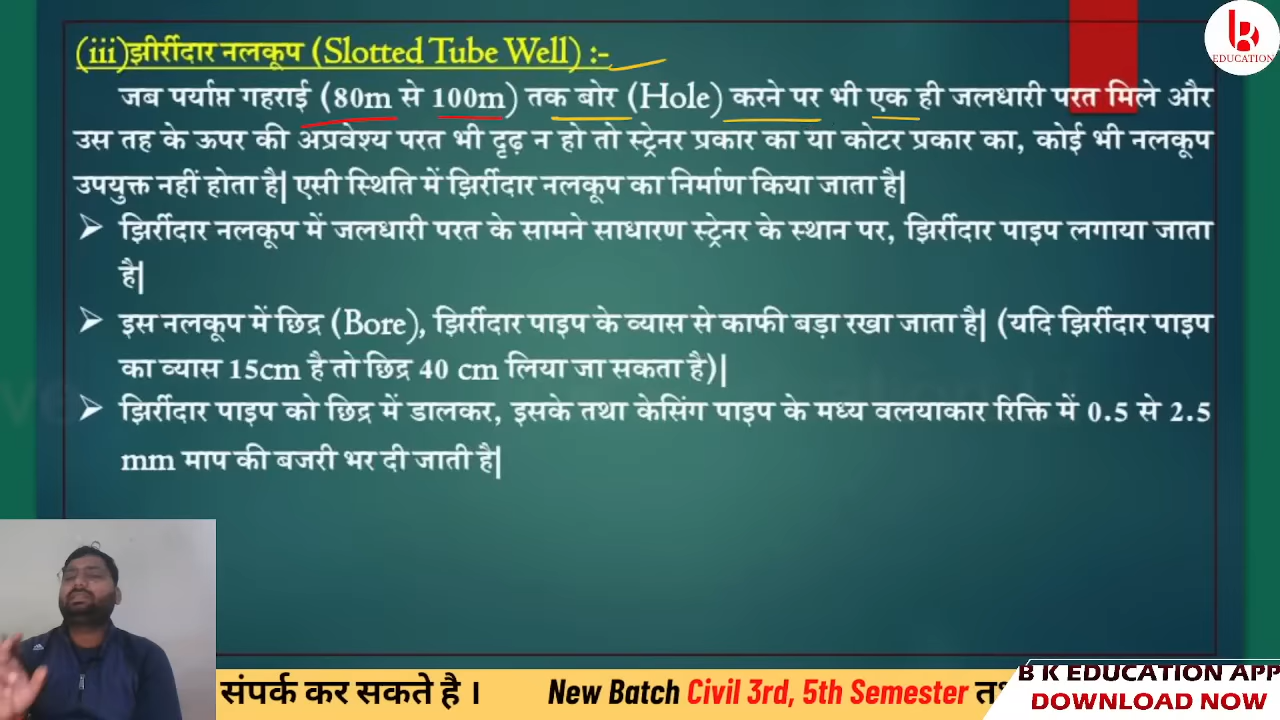 (iii)झीर्रीदार नलकूप (Slotted Tube Well) :-
जब पर्याप्त गहराई (80m से 100m) तक बोर (Hole) करने पर भी एक ही जलधारी परत मिले और
उस तह के ऊपर की अप्रवेश्य परत भी दृढ़ न हो तो स्ट्रेनर प्रकार का या कोटर प्रकार का, कोई भी नलकूप
उपयुक्त नहीं होता है| एसी स्थिति में झिर्रीदार नलकूप का निर्माण किया जाता है|
➤ झिर्रीदार नलकूप में जलधारी परत के सामने साधारण स्ट्रेनर के स्थान पर, झिर्रीदार पाइप लगाया जाता
है|
➤ इस नलकूप में छिद्र (Bore), झिर्रीदार पाइप के व्यास से काफी बड़ा रखा जाता है| (यदि झिर्रीदार पाइप
का व्यास 15cm है तो छिद्र 40 cm लिया जा सकता है)|
➤ झिर्रीदार पाइप को छिद्र में डालकर, इसके तथा केसिंग पाइप के मध्य वलयाकार रिक्ति में 0.5 से 2.5
mm माप की बजरी भर दी जाती है|
EDUCATION
संपर्क कर सकते है । New Batch Civil 3rd, 5th Semester
B K EDUCATION APP
DOWNLOAD NOW